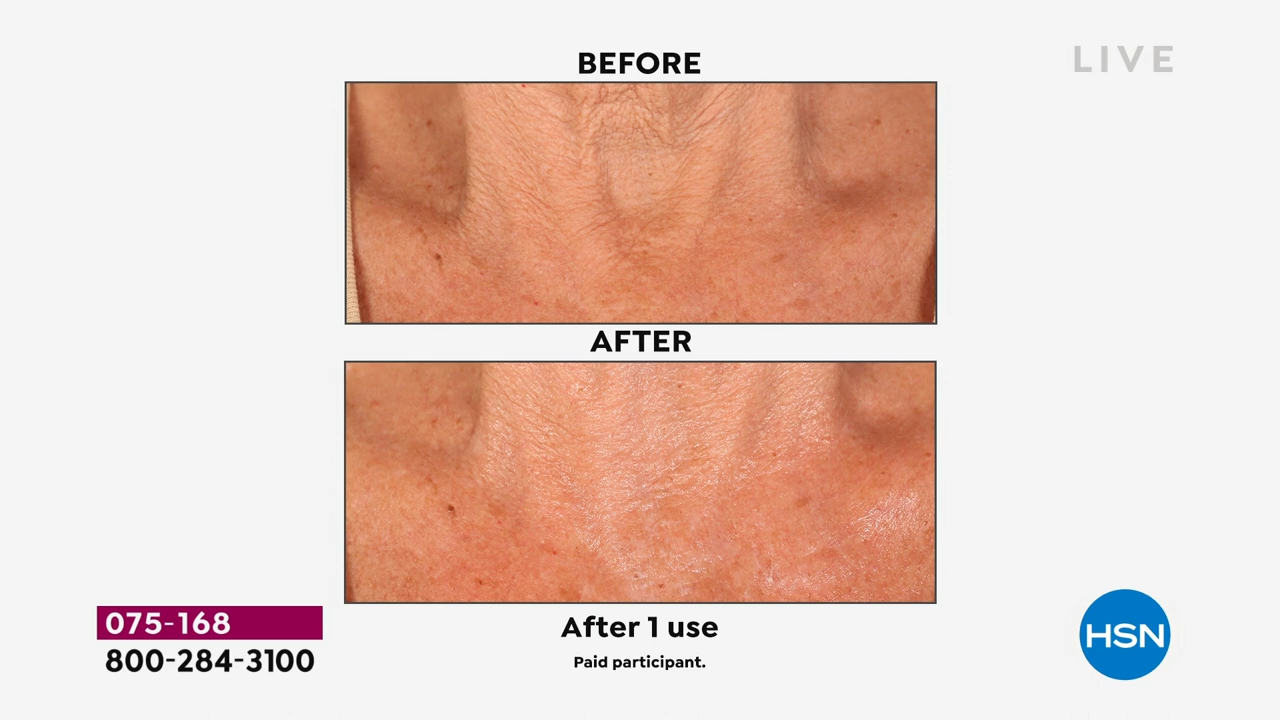 BEFORE
LIVE
AFTER
After 1 use
Paid participant.
075-168
800-284-3100
HSN